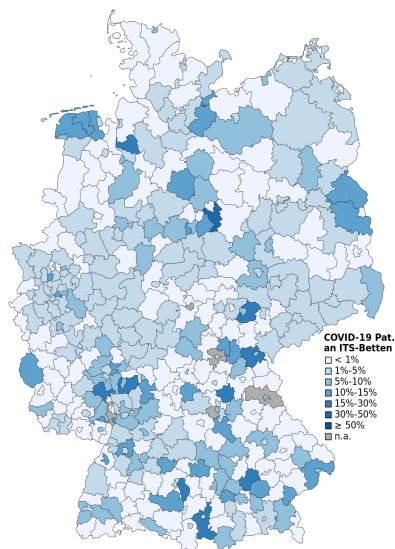 COVID-19 Pat.
an ITS-Betten
< 1%
1%-5%
5%-10%
10%-15%
15%-30%
30%-50%
≥ 50%
n.a.